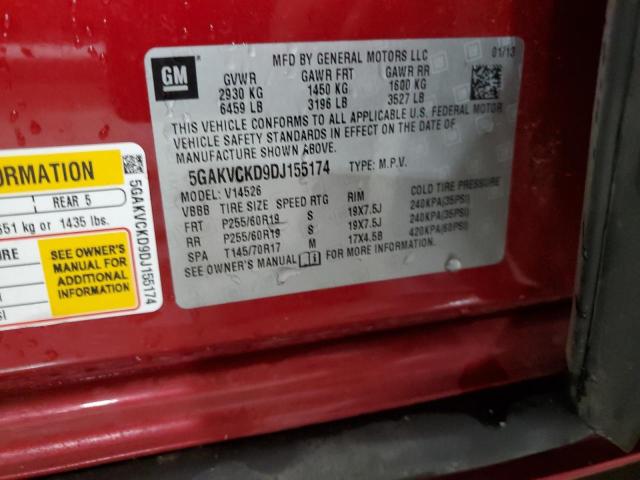 GM
MFD BY GENERAL MOTORS LLC 01/13
GVWR GAWR FRT GAWR RR
2930 KG 1450 KG 1600 KG
6459 LB 3196 LB 3527 LB
THIS VEHICLE CONFORMS TO ALL APPLICABLE U.S. FEDERAL MOTOR
VEHICLE SAFETY STANDARDS IN EFFECT ON THE DATE OF
MANUFACTURE SHOWN ABOVE.
5GAKVCKD9DJ155174 TYPE: M.P.V.
MODEL: V14526
VBBB TIRE SIZE SPEED RTG RIM COLD TIRE PRESSURE
FRT P255/60R19 S 19X7.5J 240KPA(35PSI)
RR P255/60R19 S 19X7.5J 240KPA(35PSI)
SPA T145/70R17 M 17X4.5B 420KPA(60PSI)
SEE OWNER'S MANUAL FOR MORE INFORMATION.
FORMATION
REAR 5
551 kg or 1435 lbs.
SEE OWNER'S
MANUAL FOR
ADDITIONAL
INFORMATION
5GAKVCKD9DJ155174